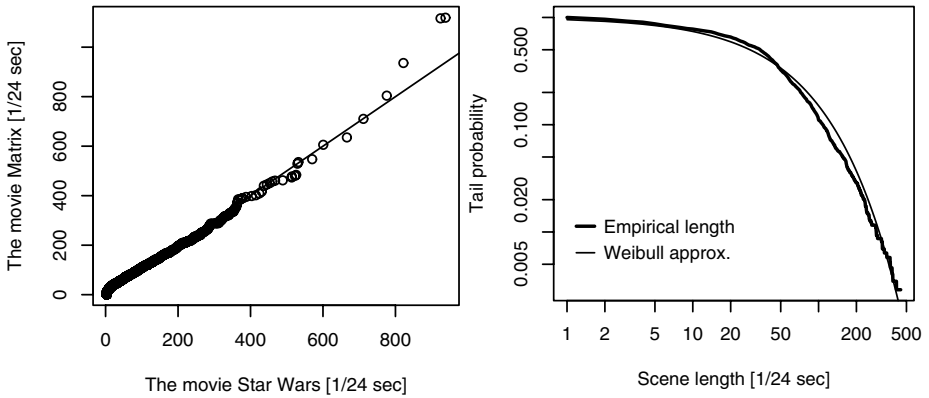 The movie Matrix [1/24 sec]
800
600
400
200
0
0 200 400 600 800
The movie Star Wars [1/24 sec]
Tail probability
0.500
0.100
0.020
0.005
Empirical length
Weibull approx.
1 2 5 10 20 50 200 500
Scene length [1/24 sec]